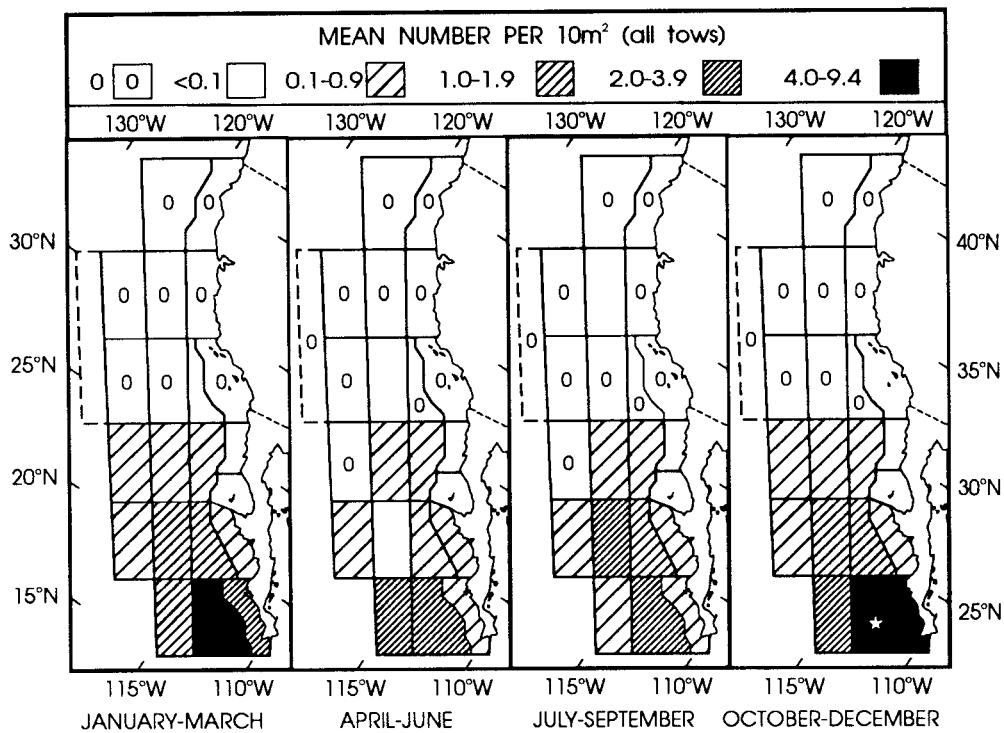 MEAN NUMBER PER 10m² (all tows)
0 0 <0.1 0.1-0.9 1.0-1.9 2.0-3.9 4.0-9.4
130°W 120°W 130°W 120°W 130°W 120°W 130°W 120°W
0 0 0 0 0 0 0 0
30°N 40°N
0 0 0 0 0 0 0 0 0 0 0
0 0 0
25°N 0 0 0 0 0 0 0 0 0 0 35°N
0 0 0
20°N 0 0 30°N
15°N 25°N
115°W 110°W 115°W 110°W 115°W 110°W 115°W 110°W
JANUARY-MARCH APRIL-JUNE JULY-SEPTEMBER OCTOBER-DECEMBER